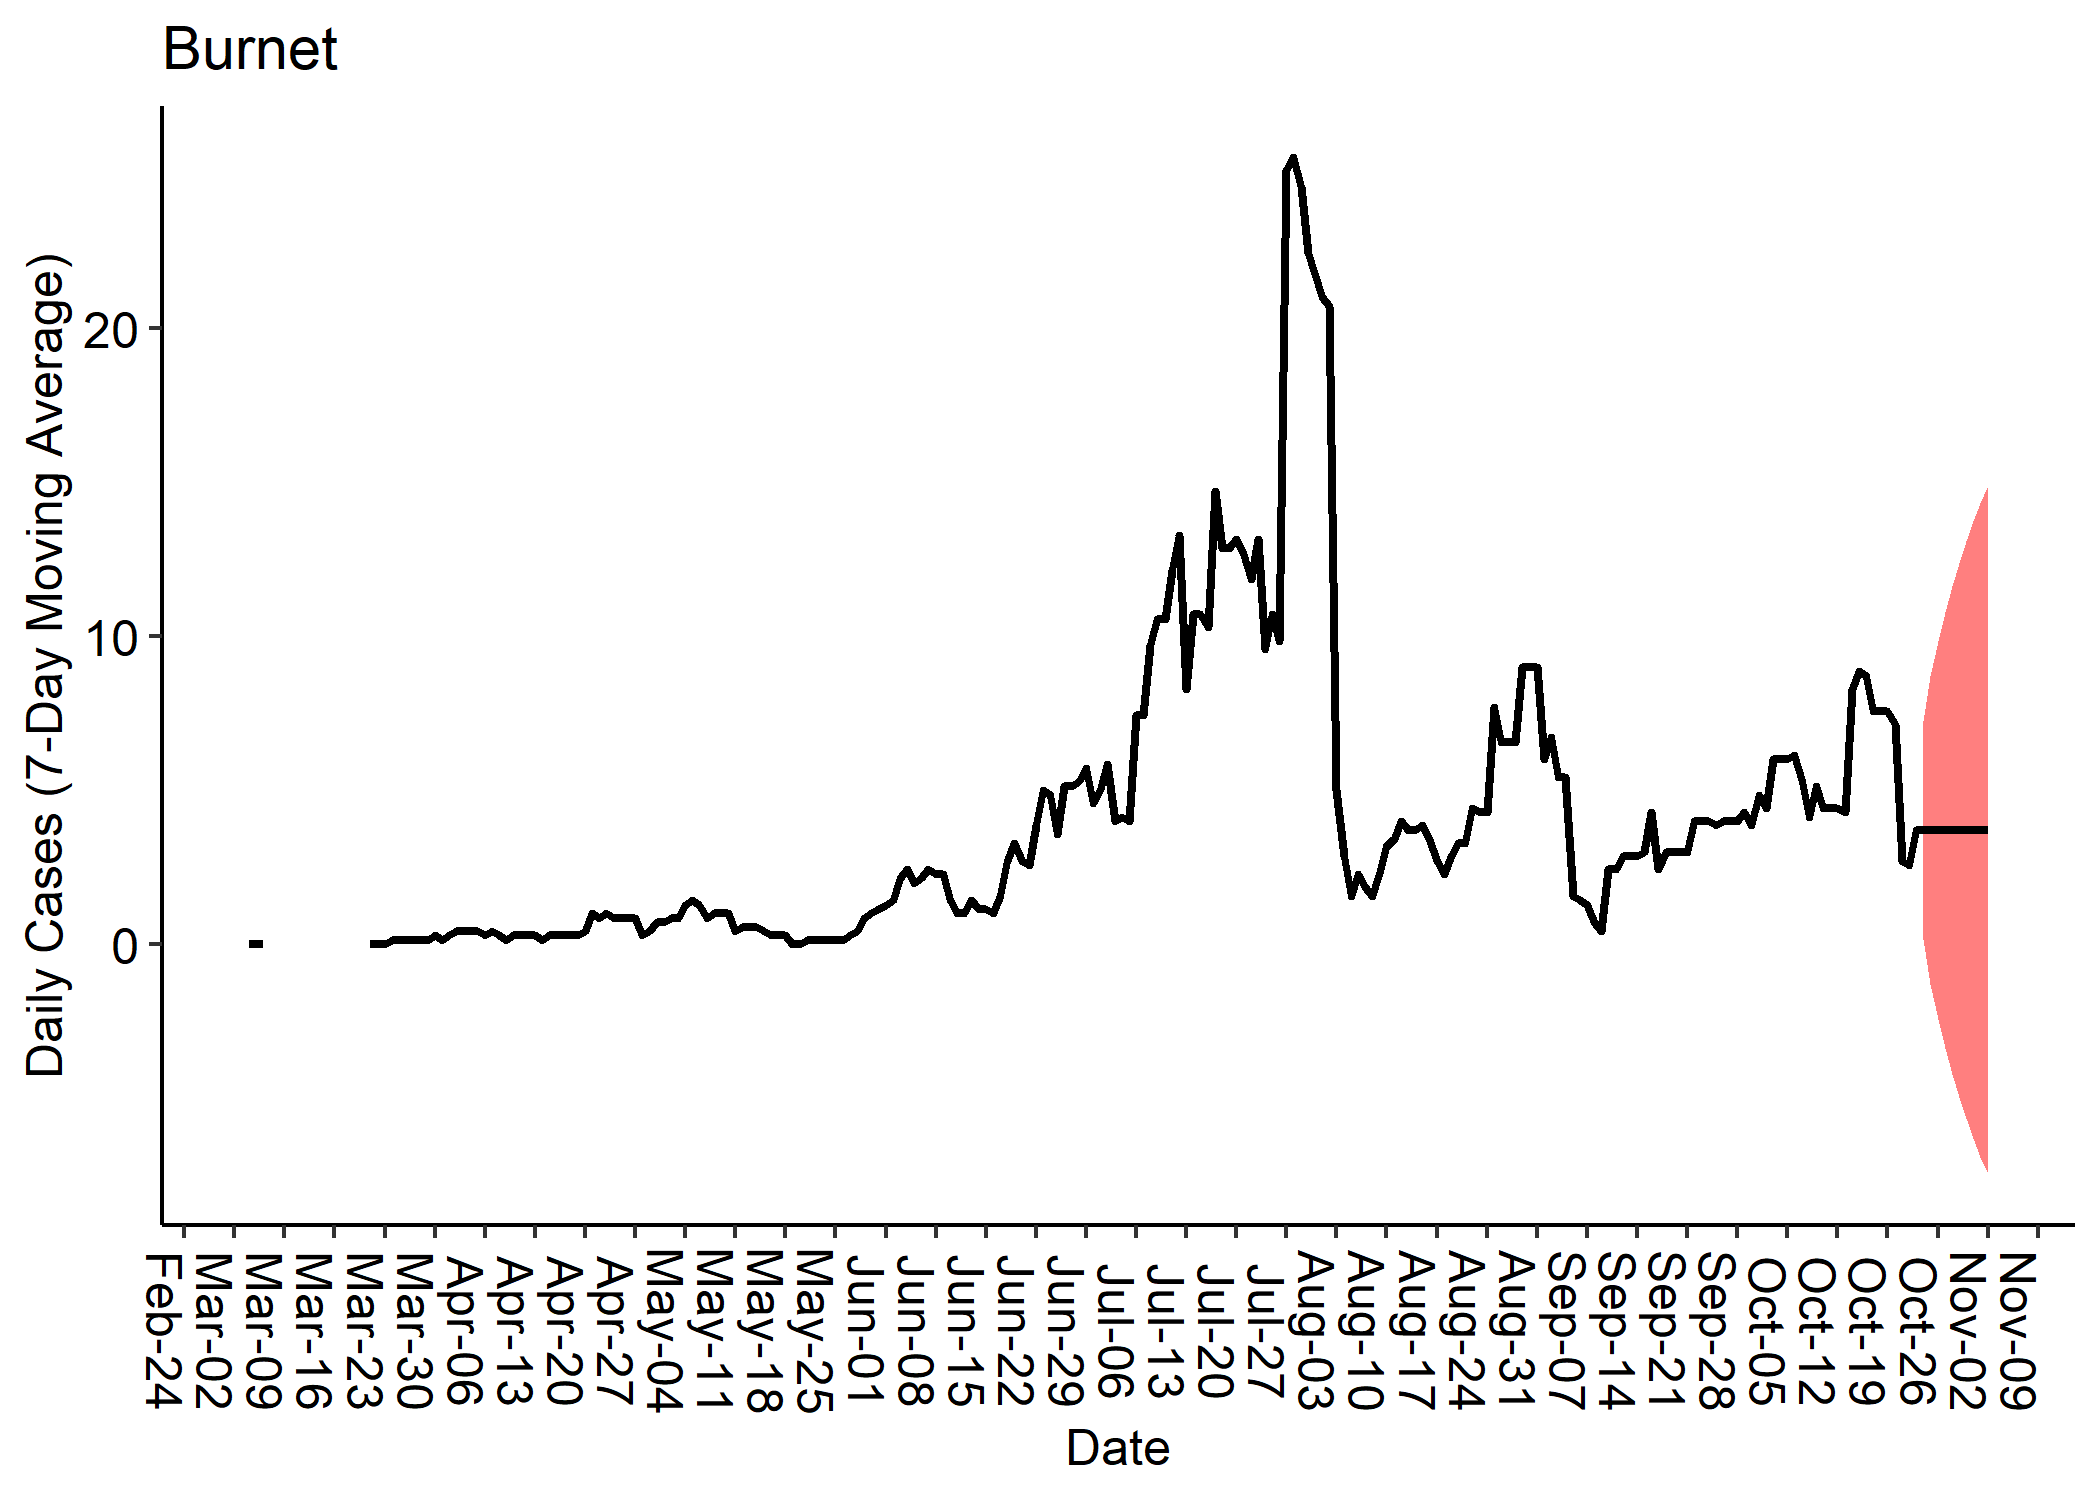 Burnet
Daily Cases (7-Day Moving Average)
20
10
0
Feb-24
Mar-02
Mar-09
Mar-16
Mar-23
Mar-30
Apr-06
Apr-13
Apr-20
Apr-27
May-04
May-11
May-18
May-25
Jun-01
Jun-08
Jun-15
Jun-22
Jun-29
Jul-06
Jul-13
Jul-20
Jul-27
Aug-03
Aug-10
Aug-17
Aug-24
Aug-31
Sep-07
Sep-14
Sep-21
Sep-28
Oct-05
Oct-12
Oct-19
Oct-26
Nov-02
Nov-09
Date